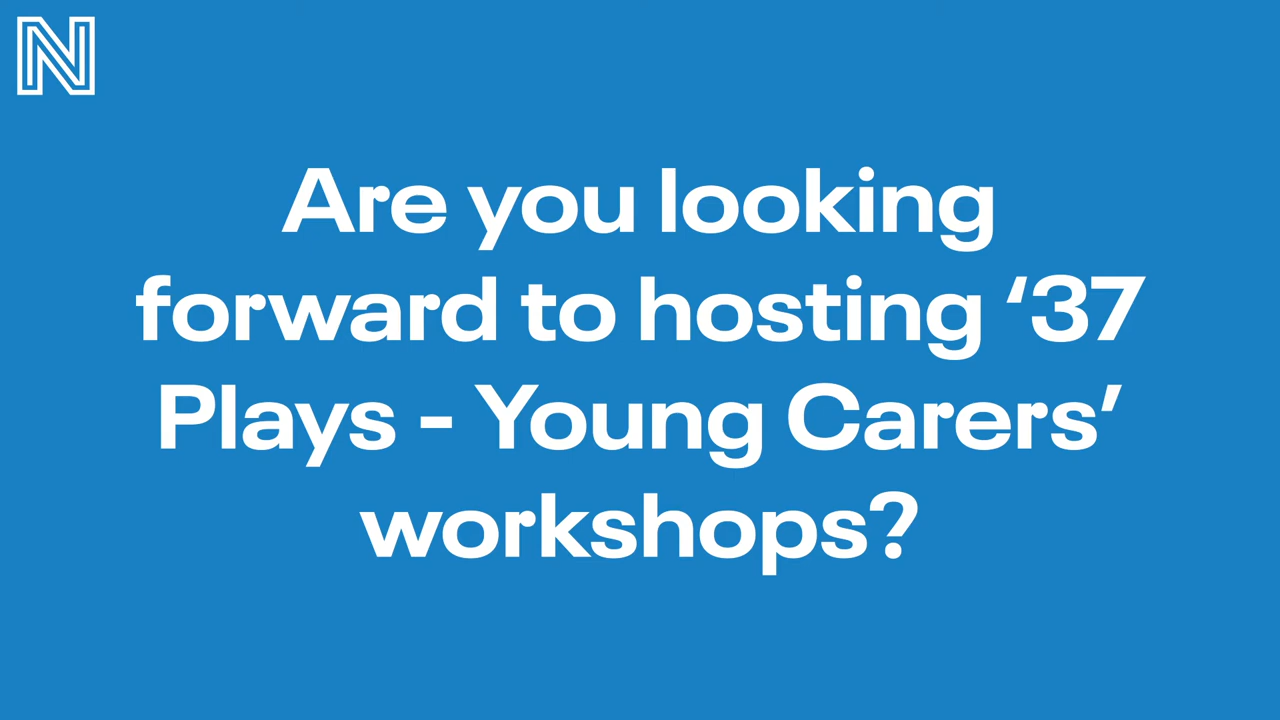 N
Are you looking
forward to hosting ‘37
Plays - Young Carers’
workshops?